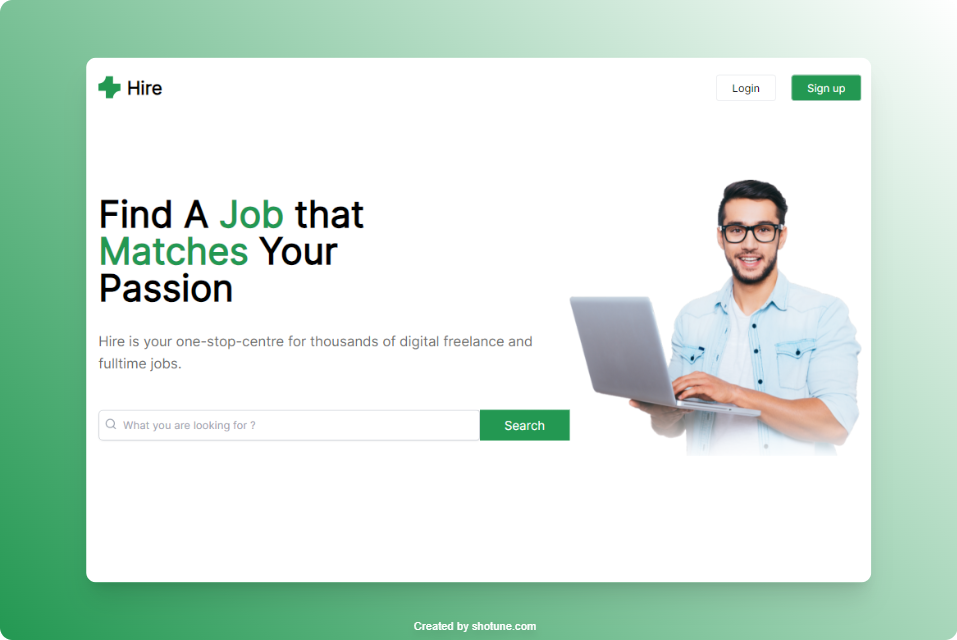 Hire
Login
Sign up
Find A Job that
Matches Your
Passion
Hire is your one-stop-centre for thousands of digital freelance and
fulltime jobs.
What you are looking for ?
Search
Created by shotune.com